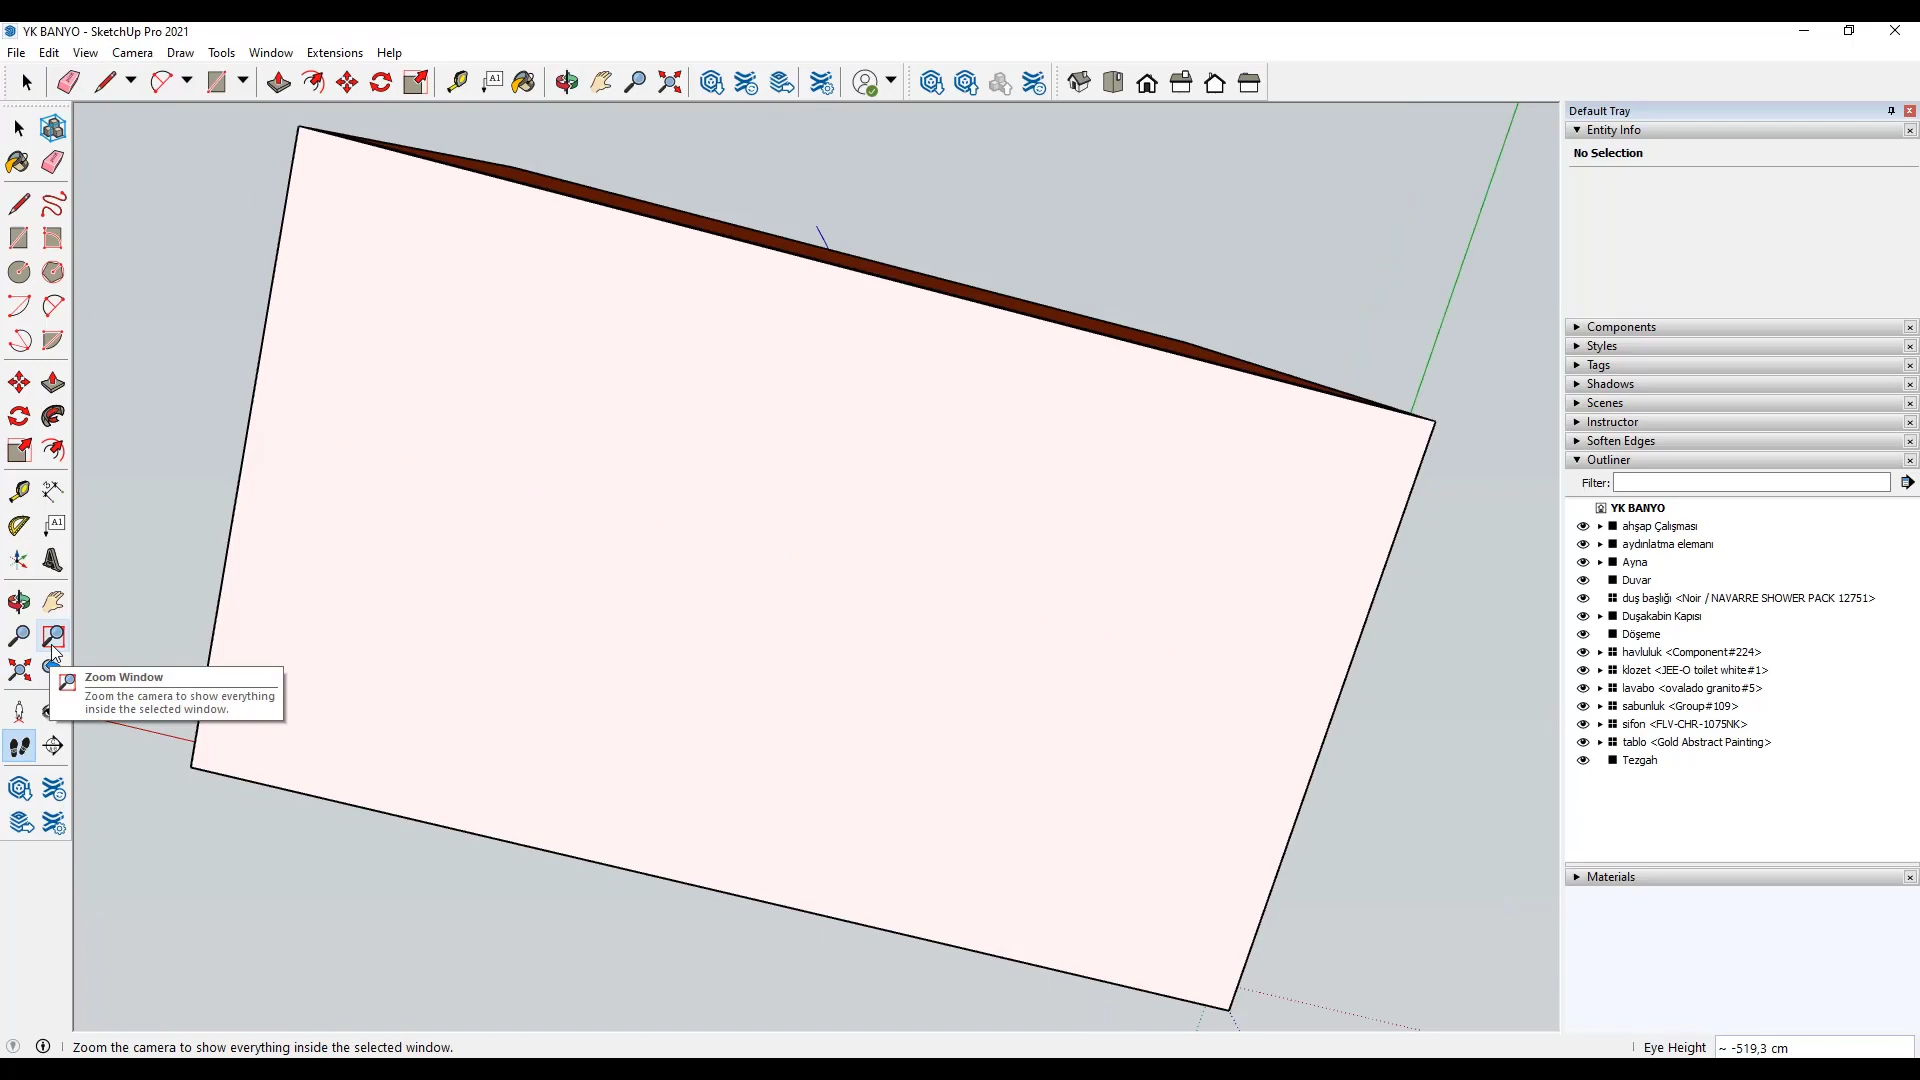 YK BANYO - SketchUp Pro 2021
File Edit View Camera Draw Tools Window Extensions Help
A1
Default Tray
Entity Info
No Selection
Components
Styles
Tags
Shadows
Scenes
Instructor
Soften Edges
Outliner
Filter:
YK BANYO
ahşap Çalışması
aydınlatma elemanı
Ayna
Duvar
duş başlığı <Noir / NAVARRE SHOWER PACK 12751>
Duşakabin Kapısı
Döşeme
havluluk <Component#224>
klozet <JEE-O toilet white#1>
lavabo <ovalado granito#5>
sabunluk <Group#109>
sifon <FLV-CHR-1075NK>
tablo <Gold Abstract Painting>
Tezgah
Materials
A1
Zoom Window
Zoom the camera to show everything
inside the selected window.
Zoom the camera to show everything inside the selected window.
Eye Height ~ -519,3 cm